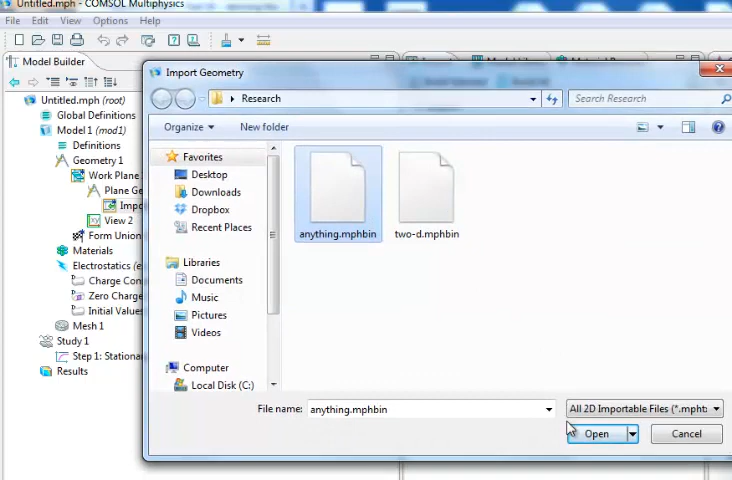 Untitled.mph - COMSOL Multiphysics
File Edit View Options Help
Model Builder
Untitled.mph (root)
Global Definitions
Model 1 (mod1)
Definitions
Geometry 1
Work Plane
Plane Ge
Impo
View 2
Form Union
Materials
Electrostatics (e
Charge Con
Zero Charge
Initial Values
Mesh 1
Study 1
Step 1: Stationa
Results
Import Geometry
Research
Search Research
Organize New folder
Favorites
Desktop
Downloads
Dropbox
Recent Places
Libraries
Documents
Music
Pictures
Videos
Computer
Local Disk (C:)
anything.mphbin
two-d.mphbin
File name: anything.mphbin
All 2D Importable Files (*.mpht:
Open Cancel